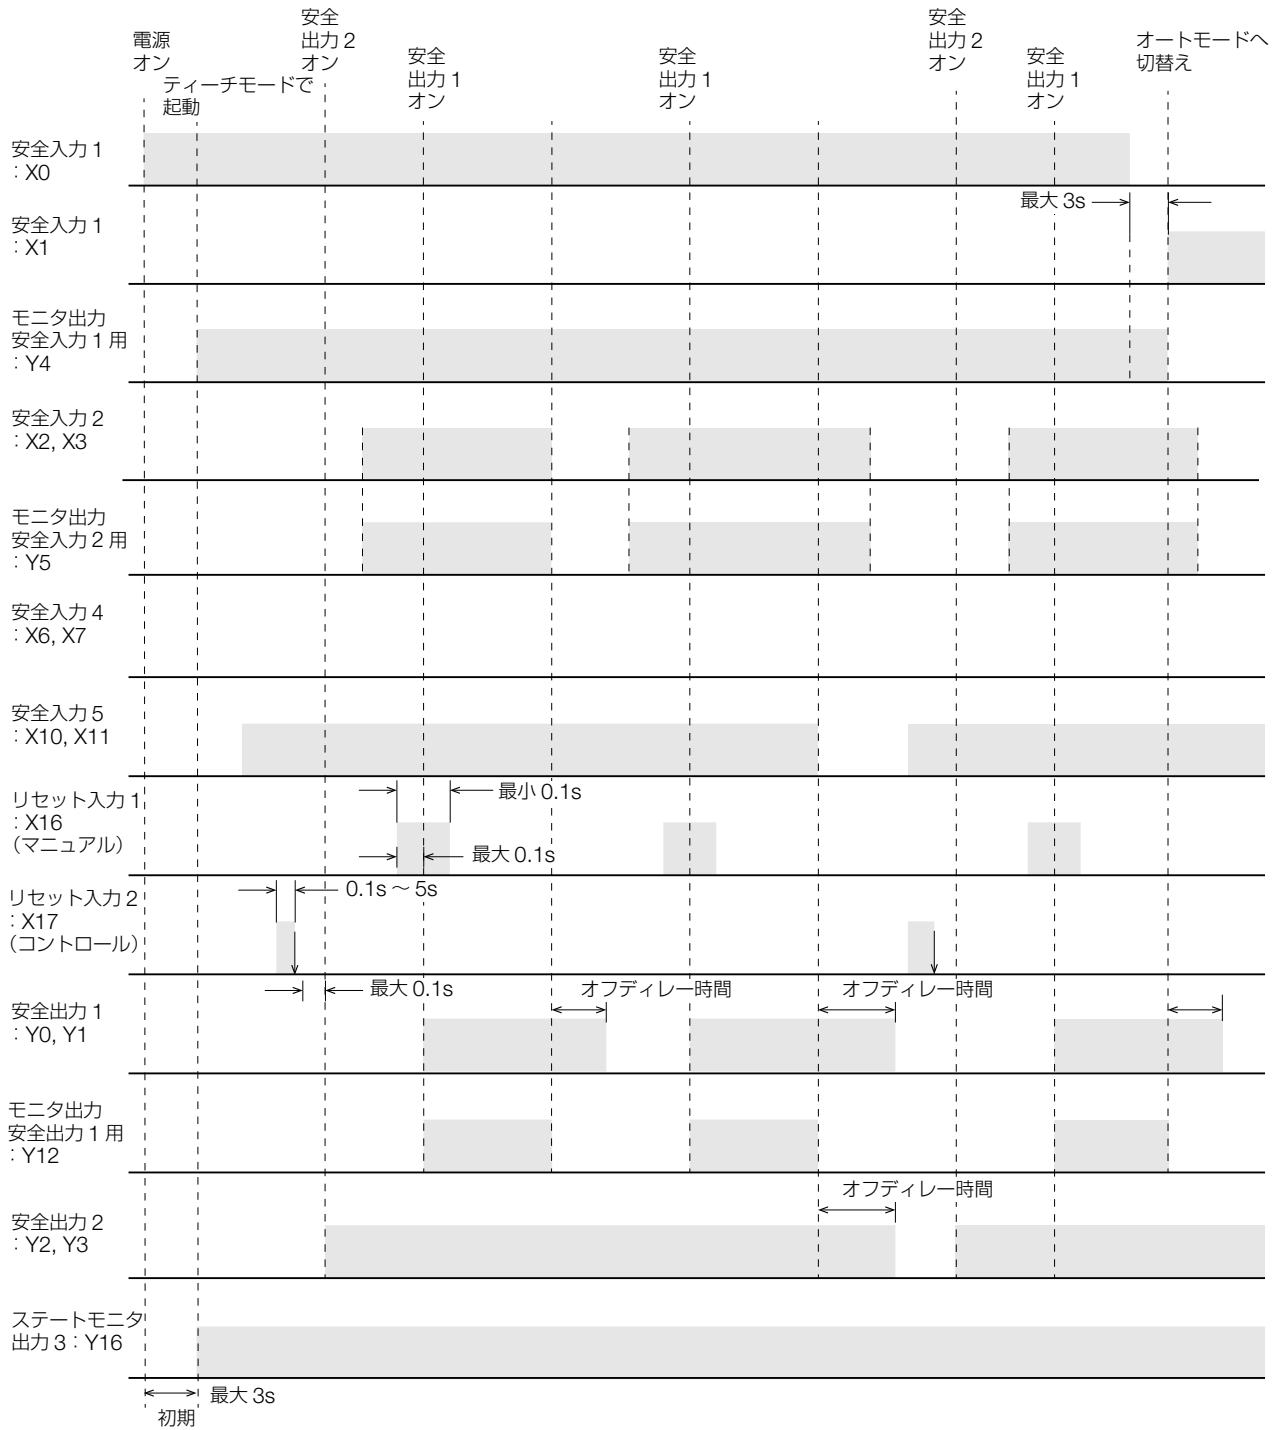 電源
オン
ティーチモードで
起動
安全
出力2
オン
安全
出力1
オン
安全
出力1
オン
安全
出力2
オン
安全
出力1
オン
オートモードへ
切替え
安全入力1
：X0
最大 3s
安全入力1
：X1
モニタ出力
安全入力1用
：Y4
安全入力2
：X2, X3
モニタ出力
安全入力2用
：Y5
安全入力4
：X6, X7
安全入力5
：X10, X11
リセット入力1
：X16
（マニュアル）
最小 0.1s
最大 0.1s
リセット入力2
：X17
（コントロール）
0.1s～5s
最大 0.1s
オフディレー時間
オフディレー時間
安全出力1
：Y0, Y1
モニタ出力
安全出力1用
：Y12
オフディレー時間
安全出力2
：Y2, Y3
ステートモニタ
出力3：Y16
最大 3s
初期